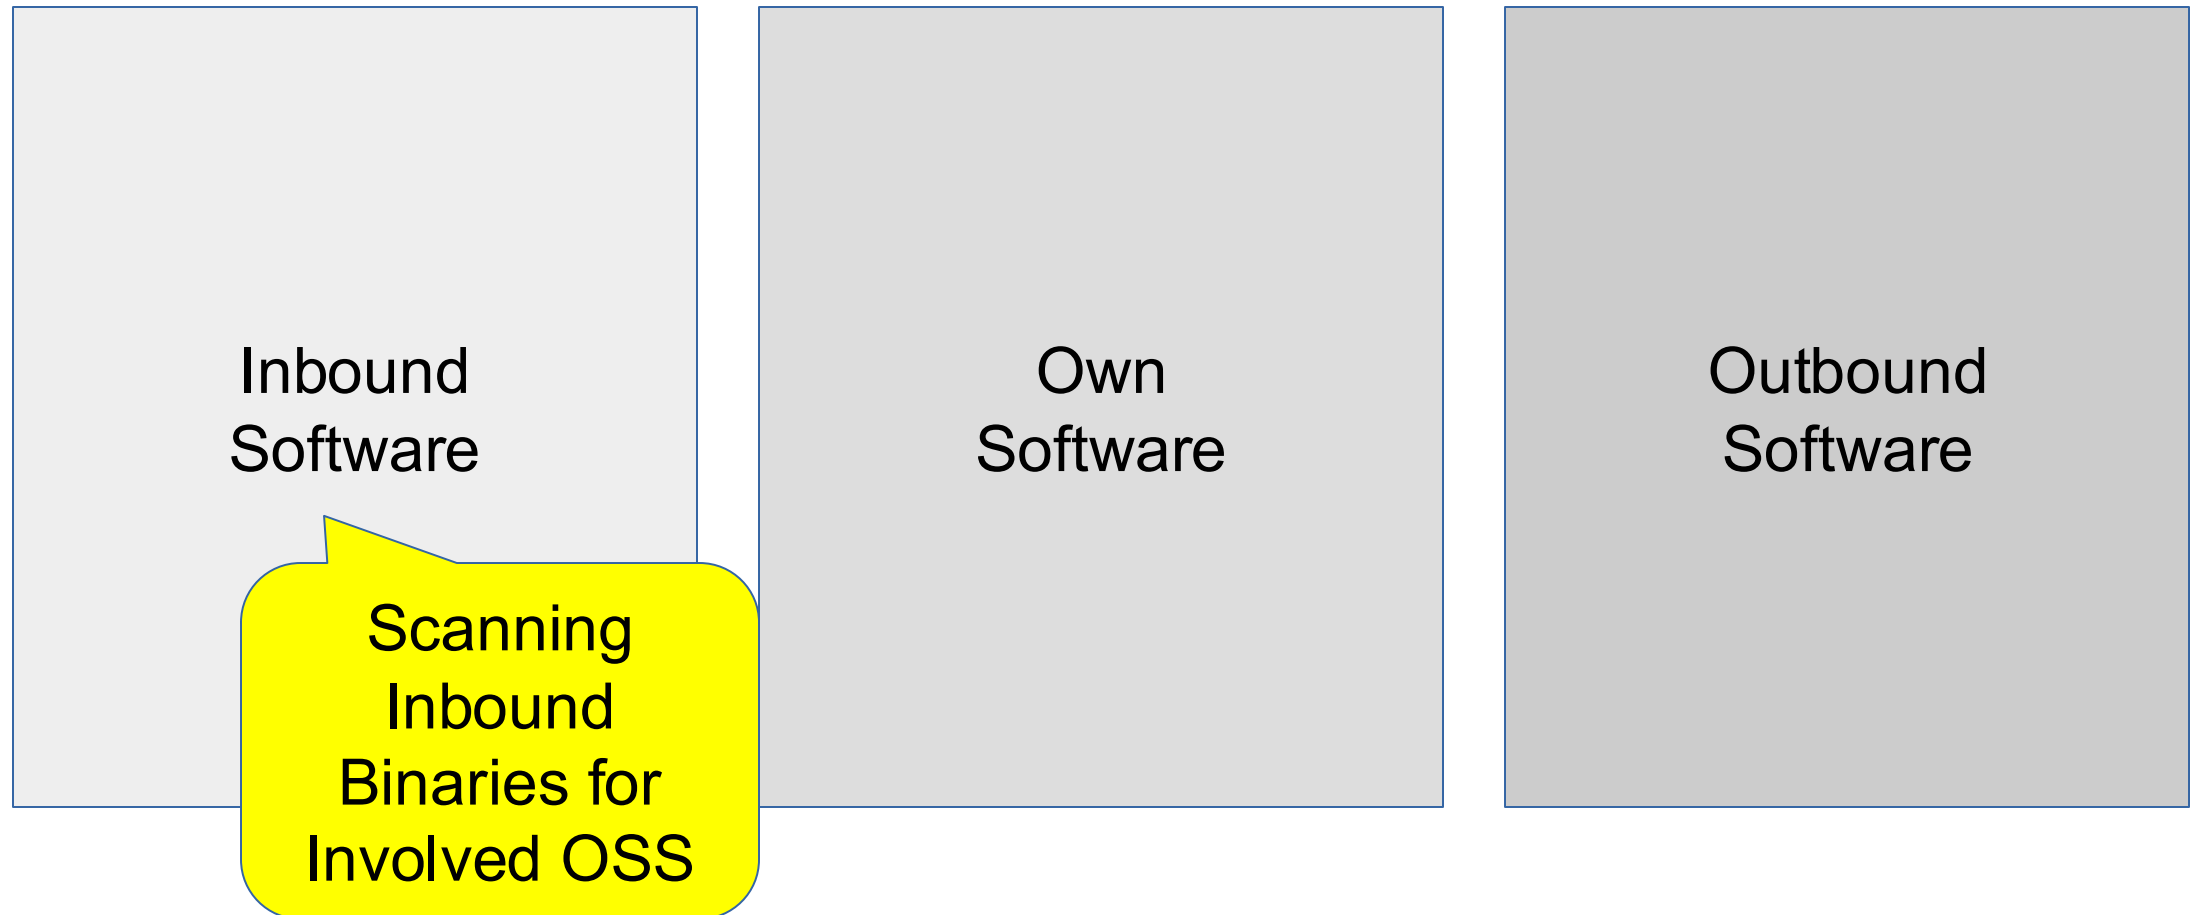 Inbound
Software
Own
Software
Outbound
Software
Scanning
Inbound
Binaries for
Involved OSS